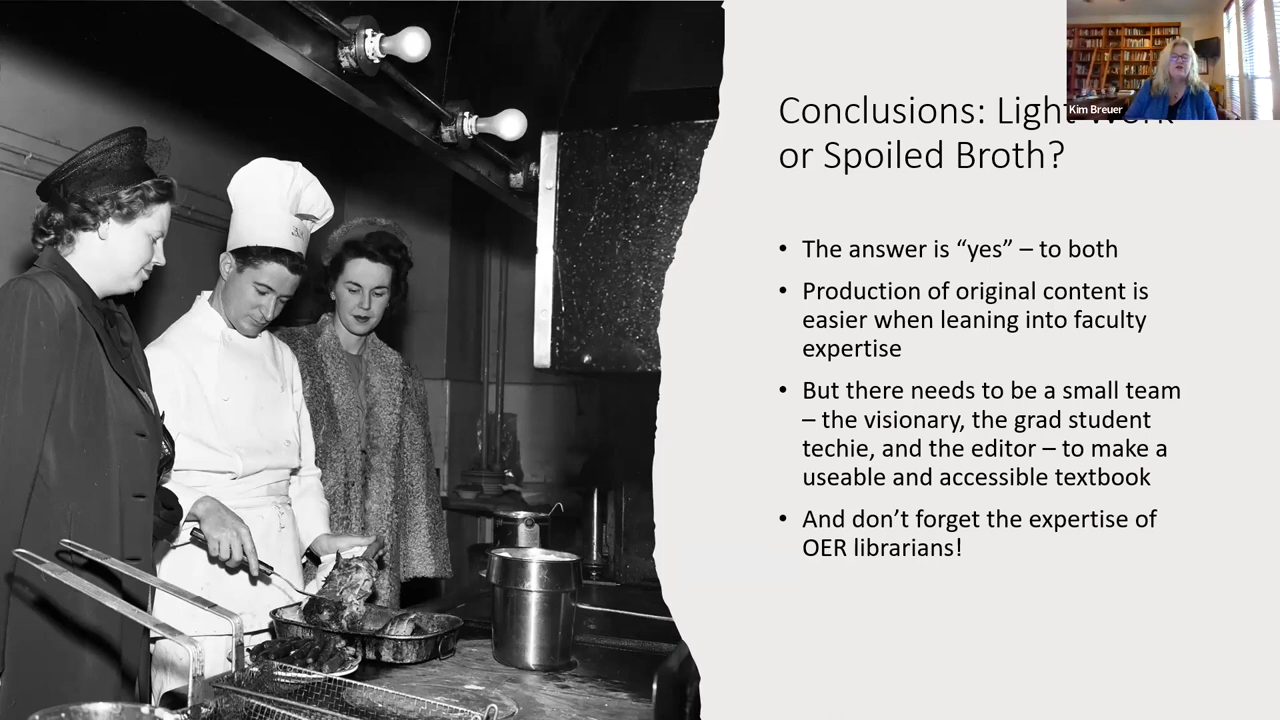 Kim Breuer
Conclusions: Light Work
or Spoiled Broth?
• The answer is “yes” – to both
• Production of original content is
easier when leaning into faculty
expertise
• But there needs to be a small team
– the visionary, the grad student
techie, and the editor – to make a
useable and accessible textbook
• And don’t forget the expertise of
OER librarians!